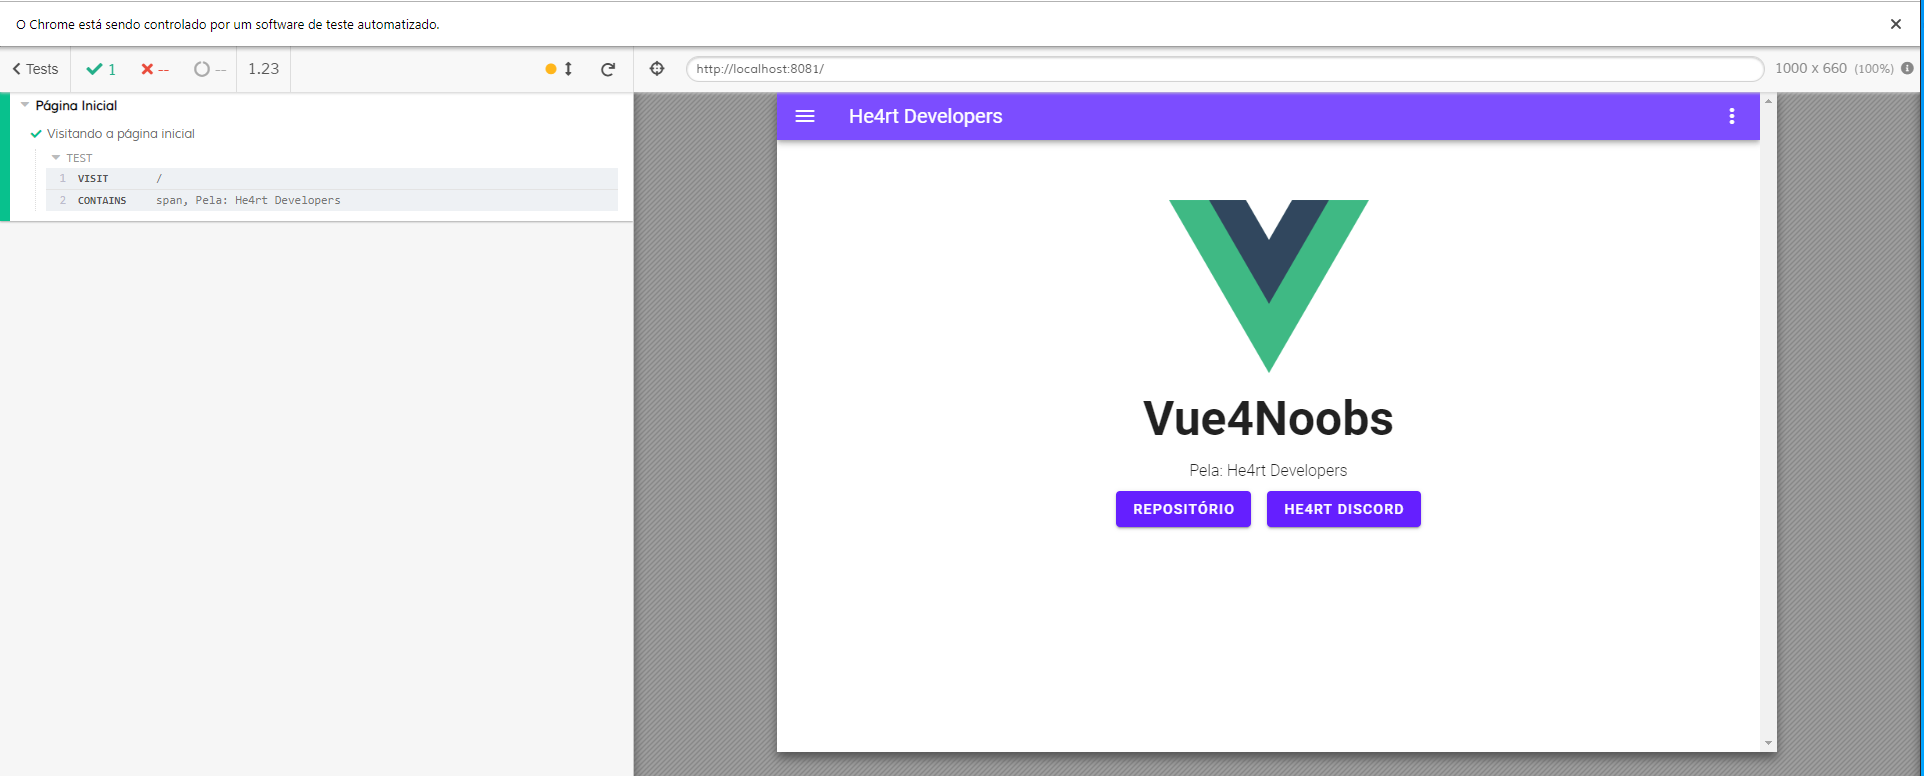 O Chrome está sendo controlado por um software de teste automatizado.
Tests 1 -- -- 1.23
http://localhost:8081/ 1000 x 660 (100%)
Página Inicial
Visitando a página inicial
TEST
1 VISIT /
2 CONTAINS span, Pela: He4rt Developers
He4rt Developers
Vue4Noobs
Pela: He4rt Developers
REPOSITÓRIO HE4RT DISCORD